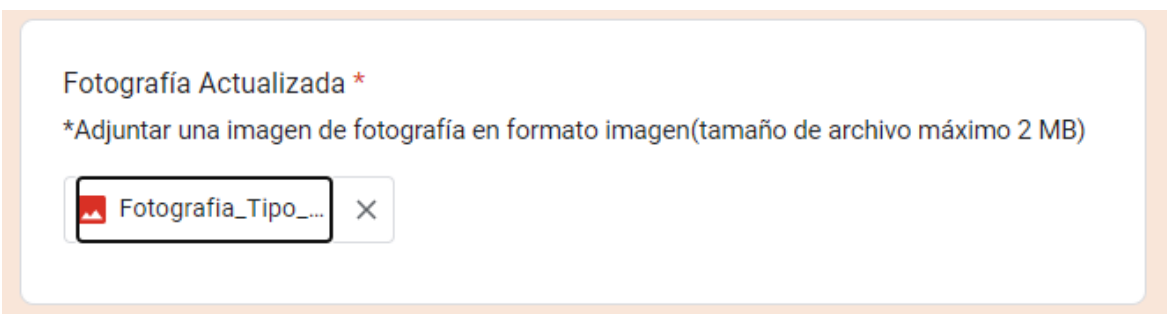 Fotografía Actualizada *
*Adjuntar una imagen de fotografía en formato imagen(tamaño de archivo máximo 2 MB)
Fotografia_Tipo_...